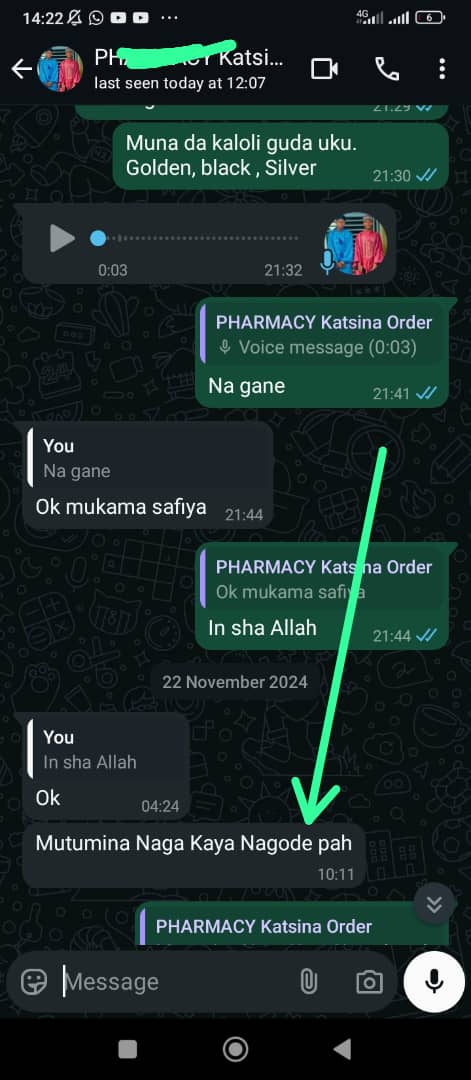 14:22
4G
6
Katsi...
last seen today at 12:07
21:29
Muna da kaloli guda uku.
Golden, black , Silver
21:30
0:03
21:32
PHARMACY Katsina Order
Voice message (0:03)
Na gane
21:41
You
Na gane
Ok mukama safiya
21:44
PHARMACY Katsina Order
Ok mukama safiya
In sha Allah
21:44
22 November 2024
You
In sha Allah
Ok
04:24
Mutumina Naga Kaya Nagode pah
10:11
PHARMACY Katsina Order
Message